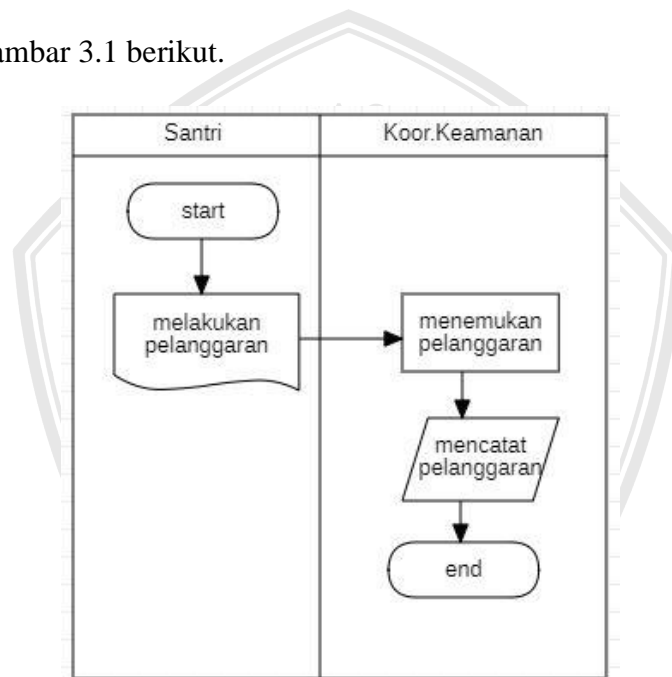 ambar 3.1 berikut.
Santri
Koor.Keamanan
start
melakukan
pelanggaran
menemukan
pelanggaran
mencatat
pelanggaran
end